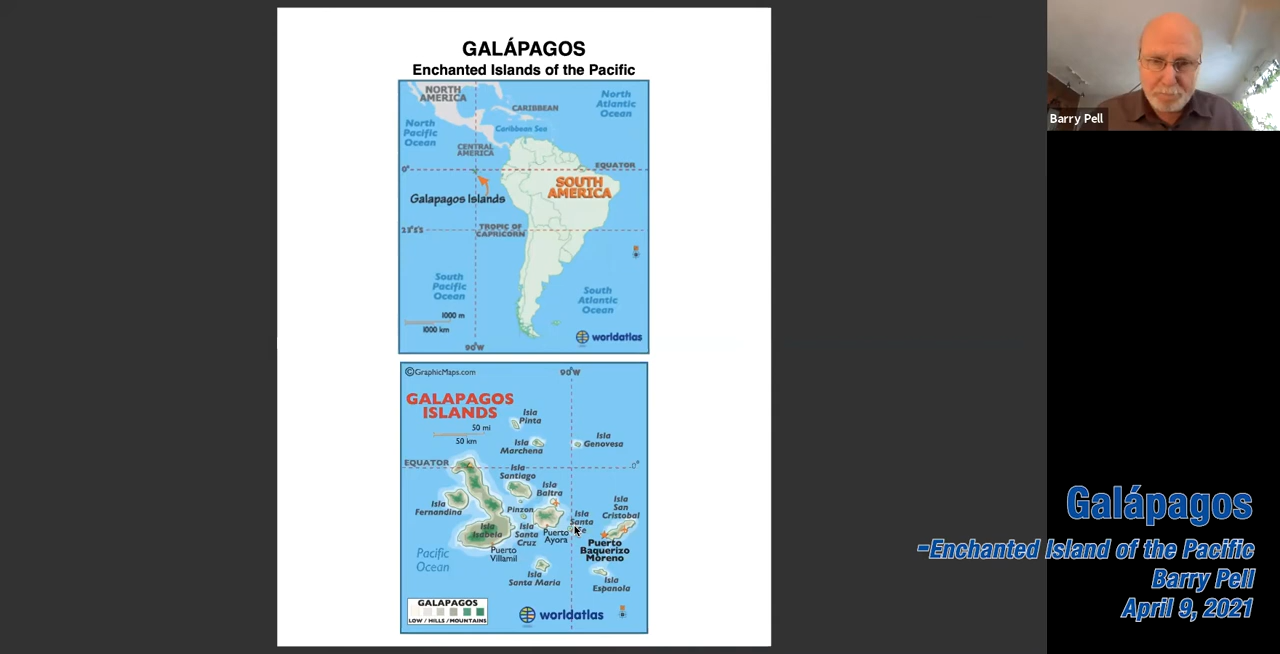 GALÁPAGOS
Enchanted Islands of the Pacific
NORTH
AMERICA
North
Atlantic
Ocean
CARIBBEAN
North
Pacific
Ocean
Caribbean Sea
CENTRAL
AMERICA
EQUATOR
0°
SOUTH
AMERICA
Galapagos Islands
TROPIC OF
CAPRICORN
South
Pacific
Ocean
South
Atlantic
Ocean
1000 m
1000 km
worldatlas
90°W
©GraphicMaps.com
90°W
GALAPAGOS
ISLANDS
50 mi
50 km
Isla
Pinta
Isla
Marchena
Isla
Genovesa
EQUATOR
0°
Isla
Santiago
Isla
Baltra
Isla
Fernandina
Pinzon
Isla
San
Cristobal
Isla
Isabela
Isla
Santa
Cruz
Puerto
Ayora
Isla
Santa
Puerto
Baquerizo
Moreno
Puerto
Villamil
Pacific
Ocean
Isla
Santa Maria
Isla
Espanola
GALAPAGOS
LOW / HILLS / MOUNTAINS
worldatlas
Barry Pell
Galápagos
-Enchanted Island of the Pacific
Barry Pell
April 9, 2021